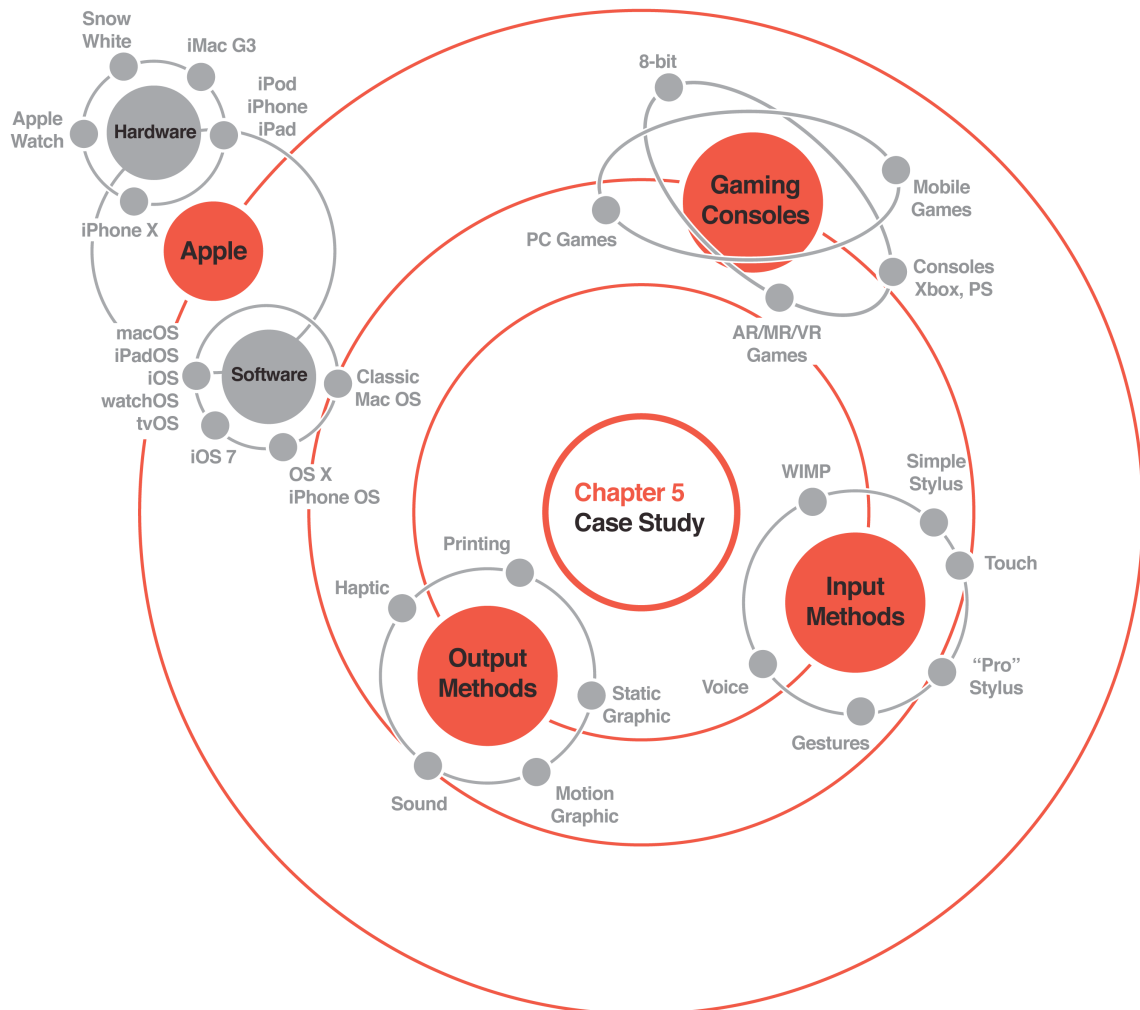 Snow
White
iMac G3
iPod
iPhone
iPad
Apple
Watch
Hardware
iPhone X
Apple
macOS
iPadOS
iOS
watchOS
tvOS
Software
Classic
Mac OS
iOS 7
OS X
iPhone OS
8-bit
Gaming
Consoles
Mobile
Games
PC Games
Consoles
Xbox, PS
AR/MR/VR
Games
Chapter 5
Case Study
WIMP
Simple
Stylus
Touch
Input
Methods
“Pro”
Stylus
Voice
Gestures
Printing
Haptic
Output
Methods
Static
Graphic
Sound
Motion
Graphic